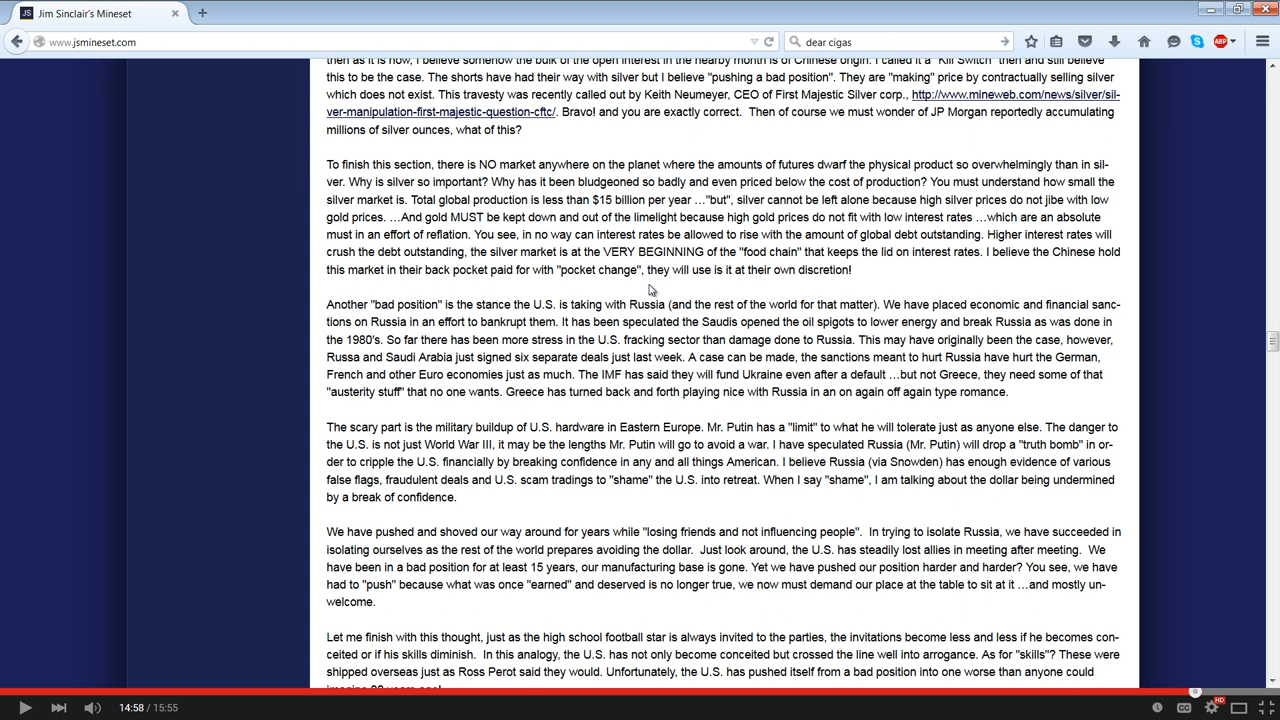 Jim Sinclair's Mineset
www.jsmineset.com
dear cigas
ABP
then as it is now, I believe somehow the bulk of the open interest in the nearby month is of Chinese origin. I called it a "Kill Switch" then and still believe
this to be the case. The shorts have had their way with silver but I believe "pushing a bad position". They are "making" price by contractually selling silver
which does not exist. This travesty was recently called out by Keith Neumeyer, CEO of First Majestic Silver corp., http://www.mineweb.com/news/silver/sil-
ver-manipulation-first-majestic-question-cftc/. Bravo! and you are exactly correct. Then of course we must wonder of JP Morgan reportedly accumulating
millions of silver ounces, what of this?
To finish this section, there is NO market anywhere on the planet where the amounts of futures dwarf the physical product so overwhelmingly than in sil-
ver. Why is silver so important? Why has it been bludgeoned so badly and even priced below the cost of production? You must understand how small the
silver market is. Total global production is less than $15 billion per year …"but", silver cannot be left alone because high silver prices do not jibe with low
gold prices. …And gold MUST be kept down and out of the limelight because high gold prices do not fit with low interest rates …which are an absolute
must in an effort of reflation. You see, in no way can interest rates be allowed to rise with the amount of global debt outstanding. Higher interest rates will
crush the debt outstanding, the silver market is at the VERY BEGINNING of the "food chain" that keeps the lid on interest rates. I believe the Chinese hold
this market in their back pocket paid for with "pocket change", they will use is it at their own discretion!
Another "bad position" is the stance the U.S. is taking with Russia (and the rest of the world for that matter). We have placed economic and financial sanc-
tions on Russia in an effort to bankrupt them. It has been speculated the Saudis opened the oil spigots to lower energy and break Russia as was done in
the 1980's. So far there has been more stress in the U.S. fracking sector than damage done to Russia. This may have originally been the case, however,
Russa and Saudi Arabia just signed six separate deals just last week. A case can be made, the sanctions meant to hurt Russia have hurt the German,
French and other Euro economies just as much. The IMF has said they will fund Ukraine even after a default …but not Greece, they need some of that
"austerity stuff" that no one wants. Greece has turned back and forth playing nice with Russia in an on again off again type romance.
The scary part is the military buildup of U.S. hardware in Eastern Europe. Mr. Putin has a "limit" to what he will tolerate just as anyone else. The danger to
the U.S. is not just World War III, it may be the lengths Mr. Putin will go to avoid a war. I have speculated Russia (Mr. Putin) will drop a "truth bomb" in or-
der to cripple the U.S. financially by breaking confidence in any and all things American. I believe Russia (via Snowden) has enough evidence of various
false flags, fraudulent deals and U.S. scam tradings to "shame" the U.S. into retreat. When I say "shame", I am talking about the dollar being undermined
by a break of confidence.
We have pushed and shoved our way around for years while "losing friends and not influencing people". In trying to isolate Russia, we have succeeded in
isolating ourselves as the rest of the world prepares avoiding the dollar. Just look around, the U.S. has steadily lost allies in meeting after meeting. We
have been in a bad position for at least 15 years, our manufacturing base is gone. Yet we have pushed our position harder and harder? You see, we have
had to "push" because what was once "earned" and deserved is no longer true, we now must demand our place at the table to sit at it …and mostly un-
welcome.
Let me finish with this thought, just as the high school football star is always invited to the parties, the invitations become less and less if he becomes con-
ceited or if his skills diminish. In this analogy, the U.S. has not only become conceited but crossed the line well into arrogance. As for "skills"? These were
shipped overseas just as Ross Perot said they would. Unfortunately, the U.S. has pushed itself from a bad position into one worse than anyone could
14:58 / 15:55
CC
HD